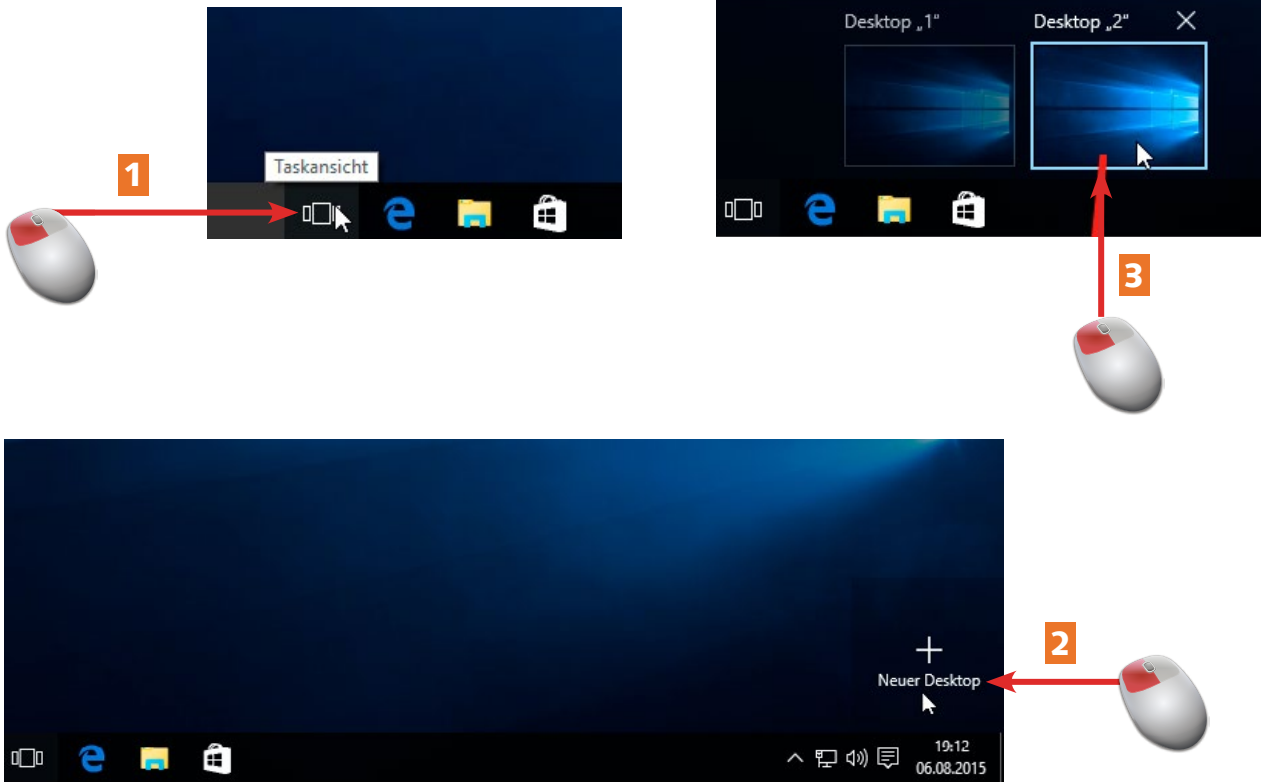 1
Taskansicht
Desktop „1“
Desktop „2“
3
2
Neuer Desktop
19:12
06.08.2015